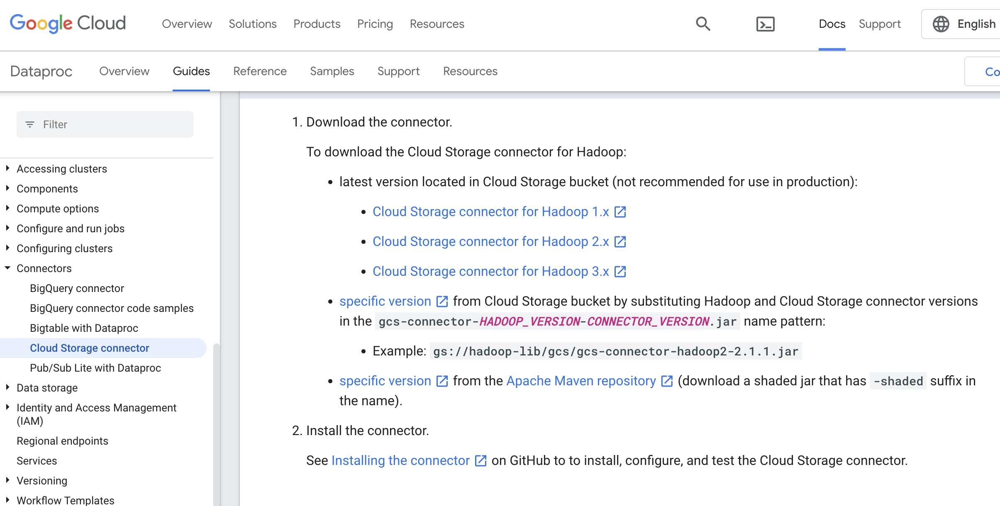 Google Cloud Overview Solutions Products Pricing Resources Docs Support English
Dataproc Overview Guides Reference Samples Support Resources Co
Filter
Accessing clusters
Components
Compute options
Configure and run jobs
Configuring clusters
Connectors
BigQuery connector
BigQuery connector code samples
Bigtable with Dataproc
Cloud Storage connector
Pub/Sub Lite with Dataproc
Data storage
Identity and Access Management
(IAM)
Regional endpoints
Services
Versioning
Workflow Templates
1. Download the connector.
To download the Cloud Storage connector for Hadoop:
• latest version located in Cloud Storage bucket (not recommended for use in production):
• Cloud Storage connector for Hadoop 1.x
• Cloud Storage connector for Hadoop 2.x
• Cloud Storage connector for Hadoop 3.x
• specific version from Cloud Storage bucket by substituting Hadoop and Cloud Storage connector versions
in the gcs-connector-HADOOP_VERSION-CONNECTOR_VERSION.jar name pattern:
• Example: gs://hadoop-lib/gcs/gcs-connector-hadoop2-2.1.1.jar
• specific version from the Apache Maven repository (download a shaded jar that has -shaded suffix in
the name).
2. Install the connector.
See Installing the connector on GitHub to to install, configure, and test the Cloud Storage connector.